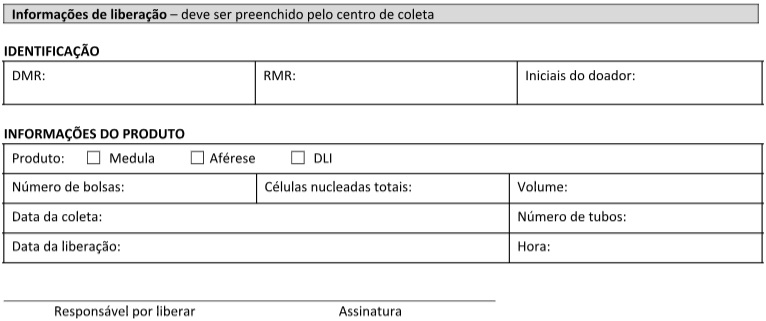 Informações de liberação – deve ser preenchido pelo centro de coleta
IDENTIFICAÇÃO
DMR: RMR: Iniciais do doador:
INFORMAÇÕES DO PRODUTO
Produto: ☐ Medula ☐ Aférese ☐ DLI
Número de bolsas: Células nucleadas totais: Volume:
Data da coleta: Número de tubos:
Data da liberação: Hora:
Responsável por liberar Assinatura